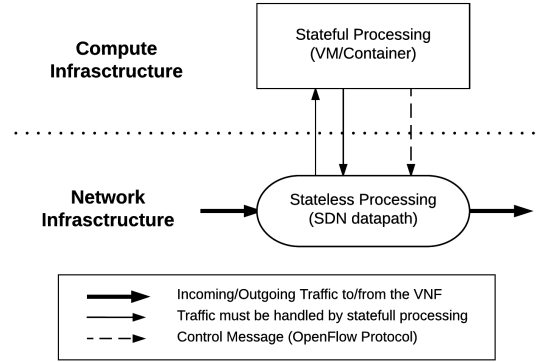 Compute
Infrasctructure
Stateful Processing
(VM/Container)
Network
Infrasctructure
Stateless Processing
(SDN datapath)
Incoming/Outgoing Traffic to/from the VNF
Traffic must be handled by statefull processing
Control Message (OpenFlow Protocol)